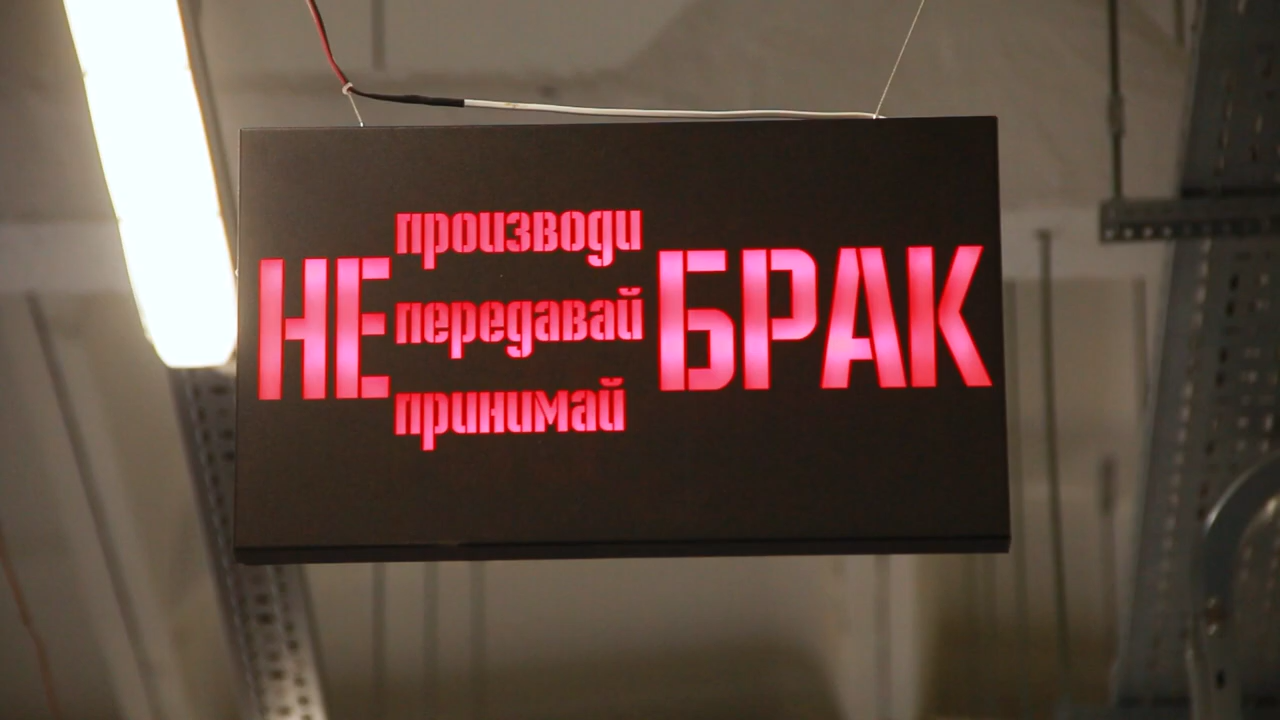 НЕ
производи
передавай
принимай
БРАК